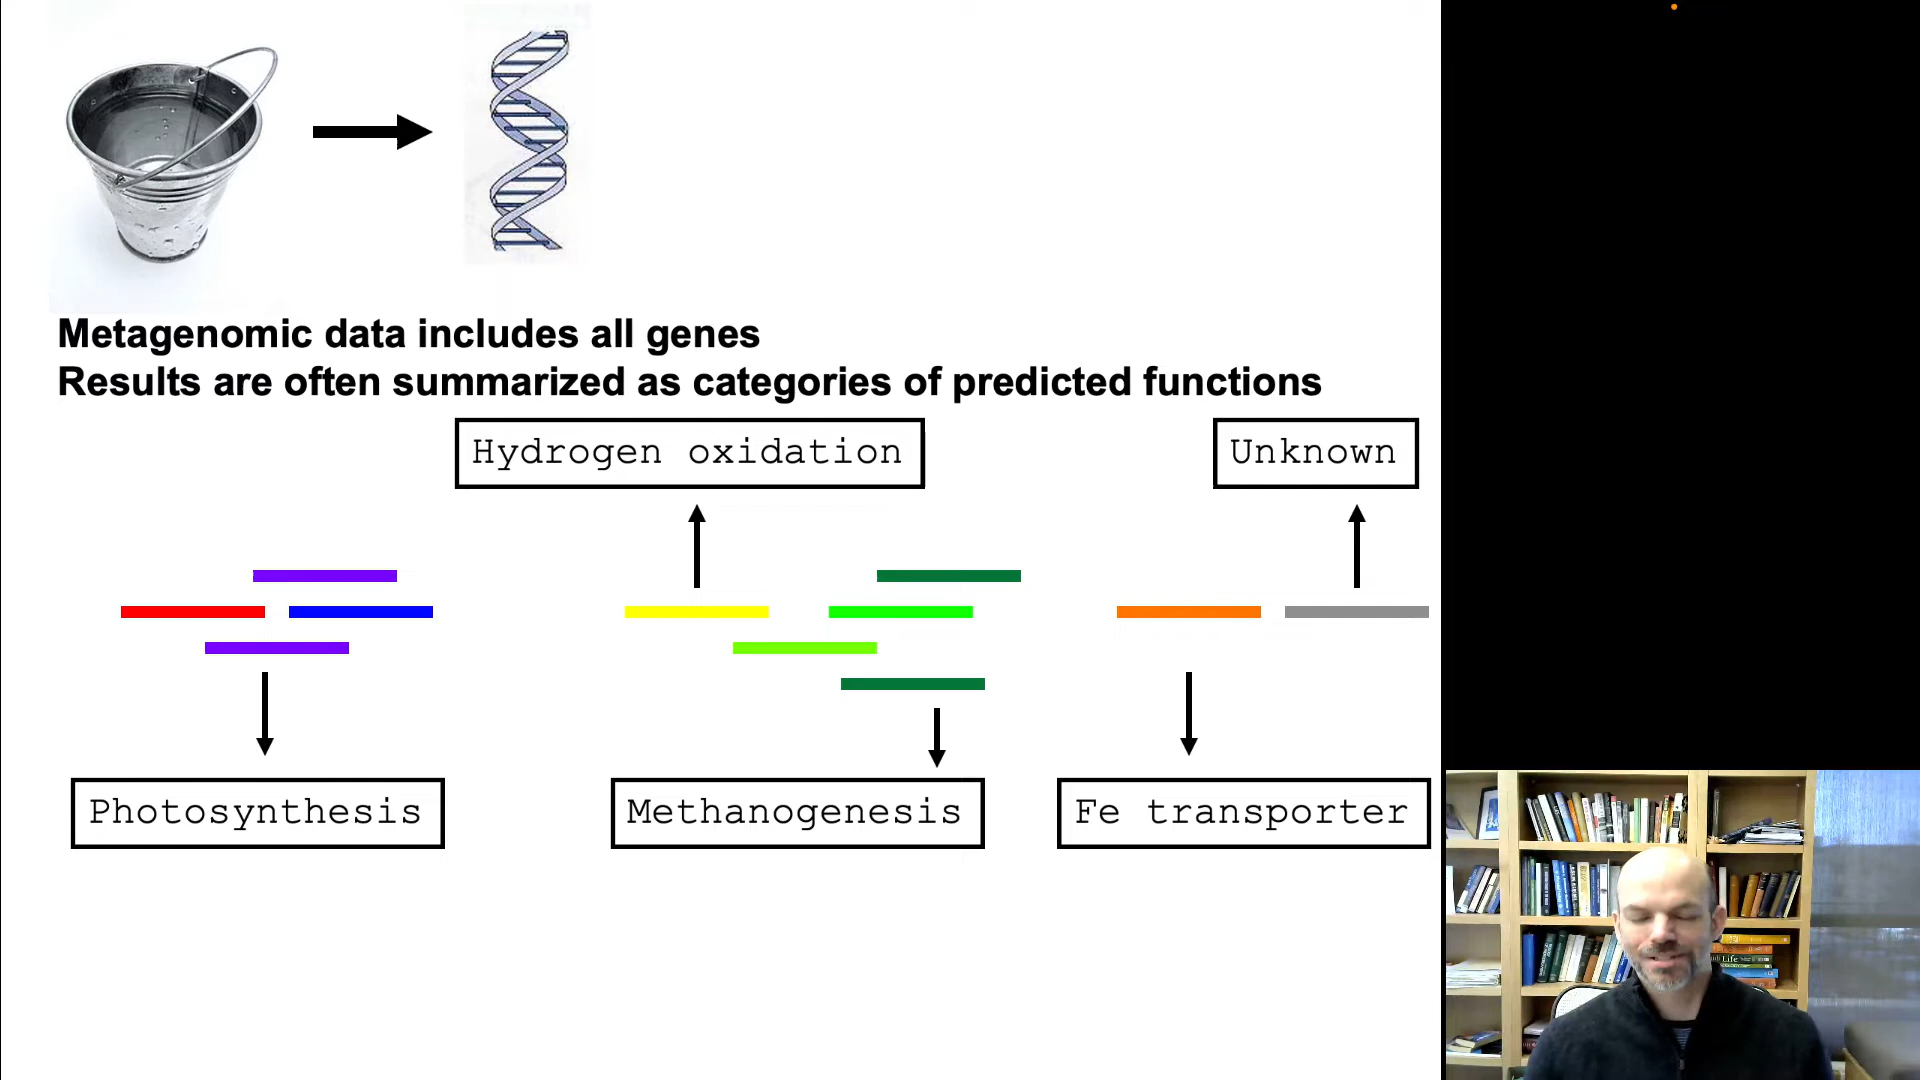 Metagenomic data includes all genes
Results are often summarized as categories of predicted functions
Hydrogen oxidation
Unknown
Photosynthesis
Methanogenesis
Fe transporter
Life